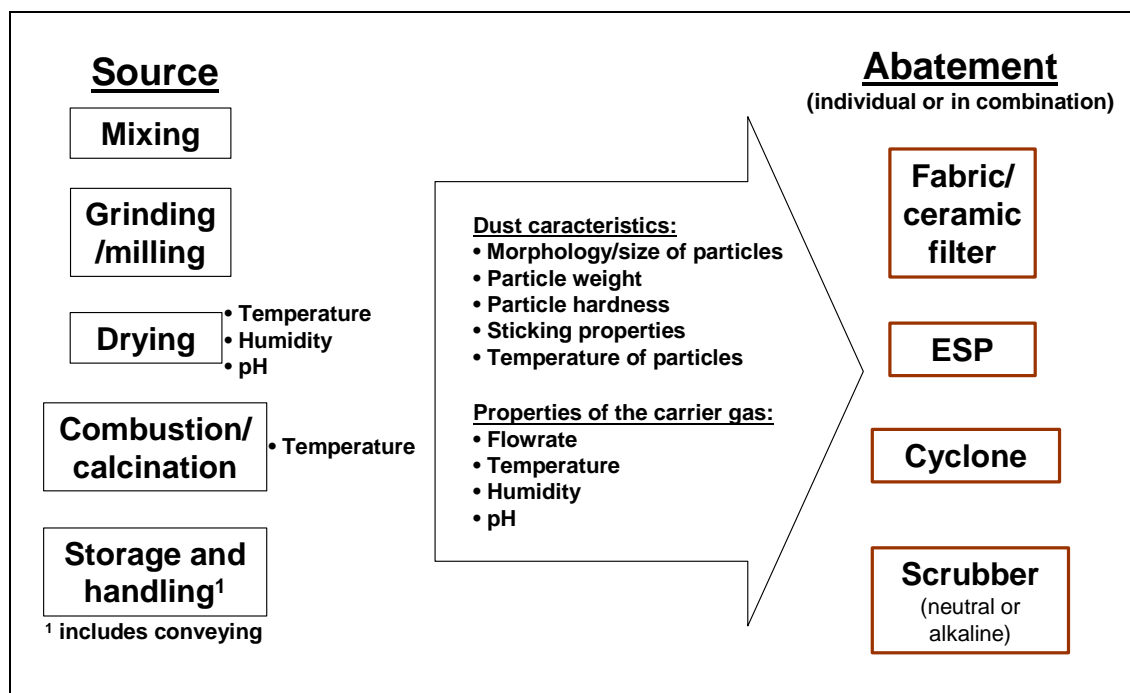 Source
Mixing
Grinding
/milling
Drying
• Temperature
• Humidity
• pH
Combustion/
calcination
• Temperature
Storage and
handling¹
¹ includes conveying
Dust caracteristics:
• Morphology/size of particles
• Particle weight
• Particle hardness
• Sticking properties
• Temperature of particles
Properties of the carrier gas:
• Flowrate
• Temperature
• Humidity
• pH
Abatement
(individual or in combination)
Fabric/
ceramic
filter
ESP
Cyclone
Scrubber
(neutral or
alkaline)